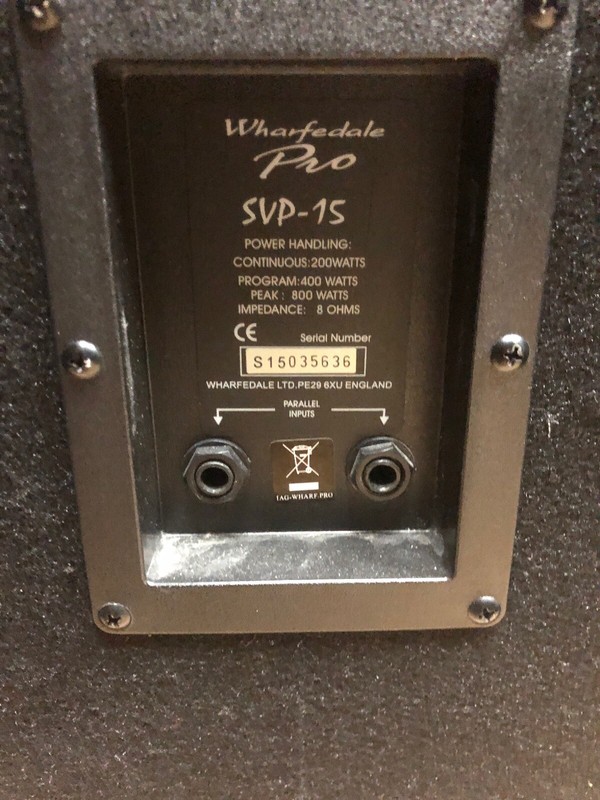 Wharfedale
Pro
SVP-15
POWER HANDLING:
CONTINUOUS:200WATTS
PROGRAM:400 WATTS
PEAK : 800 WATTS
IMPEDANCE: 8 OHMS
CE Serial Number
S15035636
WHARFEDALE LTD.PE29 6XU ENGLAND
PARALLEL
INPUTS
IAG-WHARF.PRO